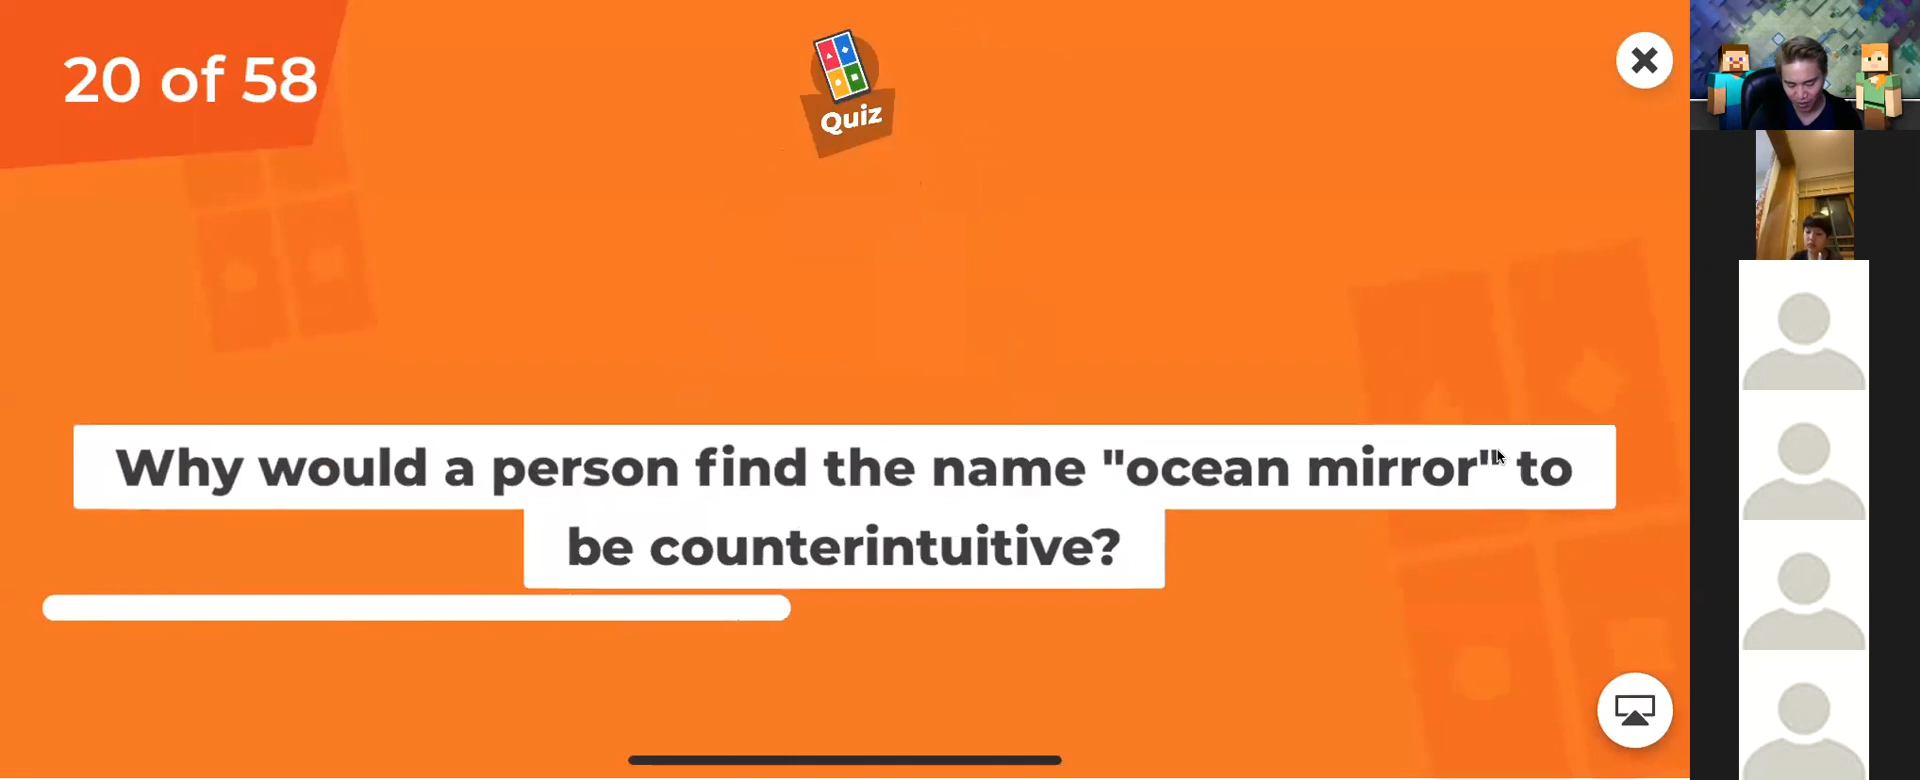 20 of 58
Quiz
Why would a person find the name "ocean mirror" to
be counterintuitive?